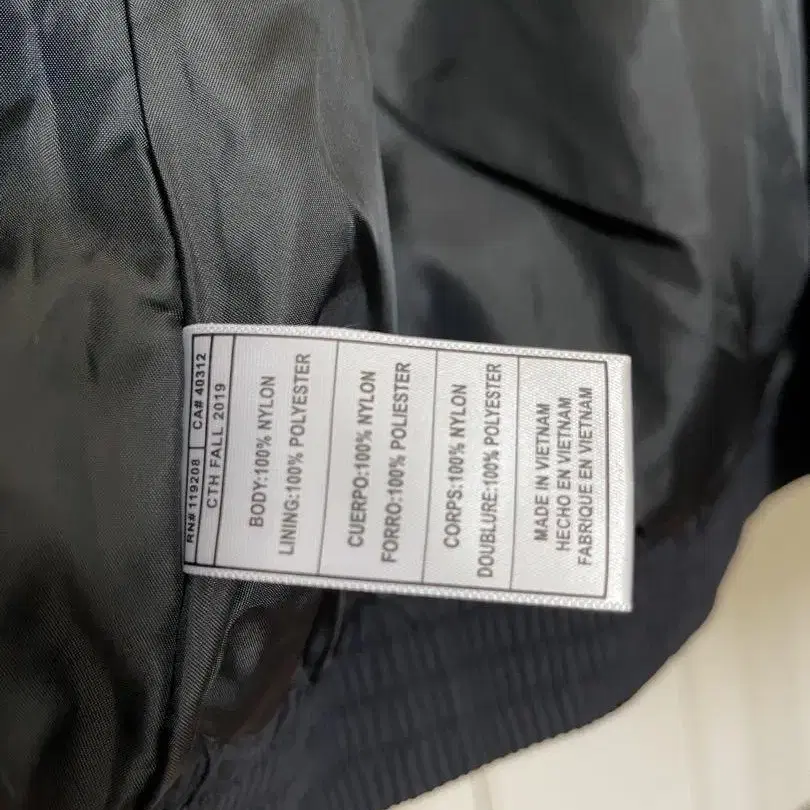 RN# 119208 CA# 40312
CTH FALL 2019
BODY:100% NYLON
LINING:100% POLYESTER
CUERPO:100% NYLON
FORRO:100% POLIESTER
CORPS:100% NYLON
DOUBLURE:100% POLYESTER
MADE IN VIETNAM
HECHO EN VIETNAM
FABRIQUE EN VIETNAM